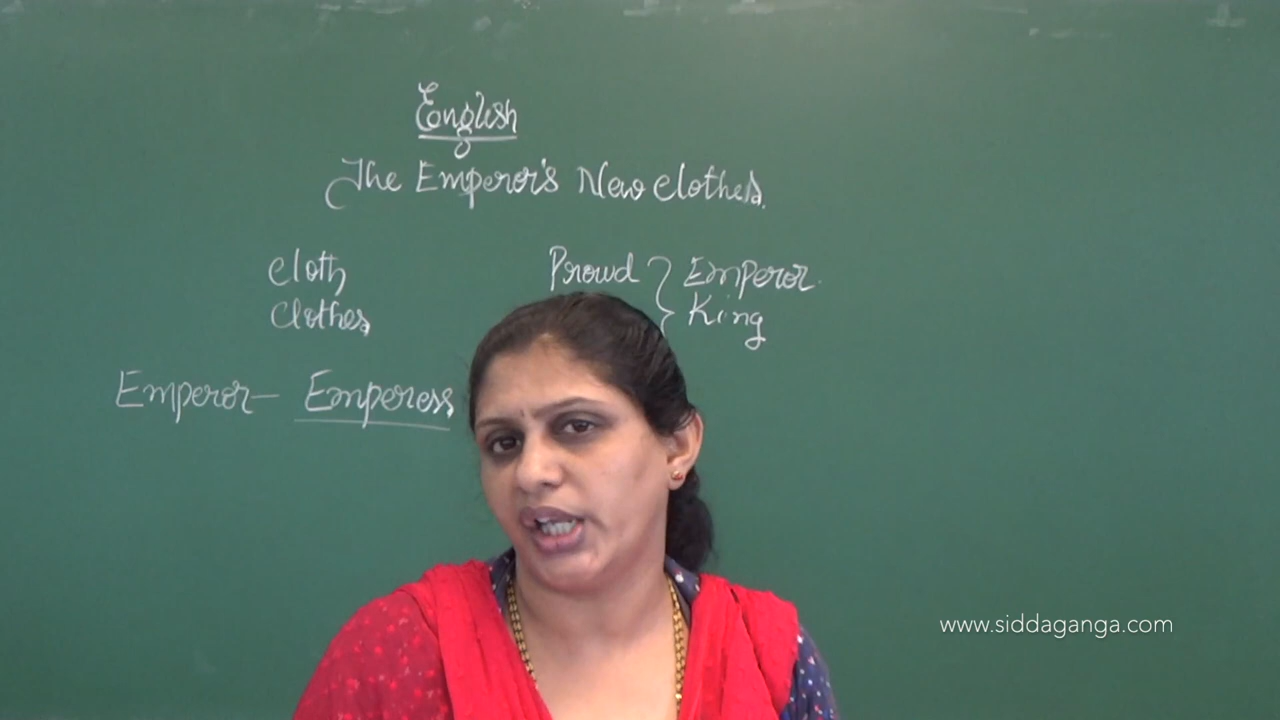 English
The Emperor's New Clothes.
Cloth
Clothes
Proud } Emperor.
King
Emperor - Emperess
www.siddaganga.com